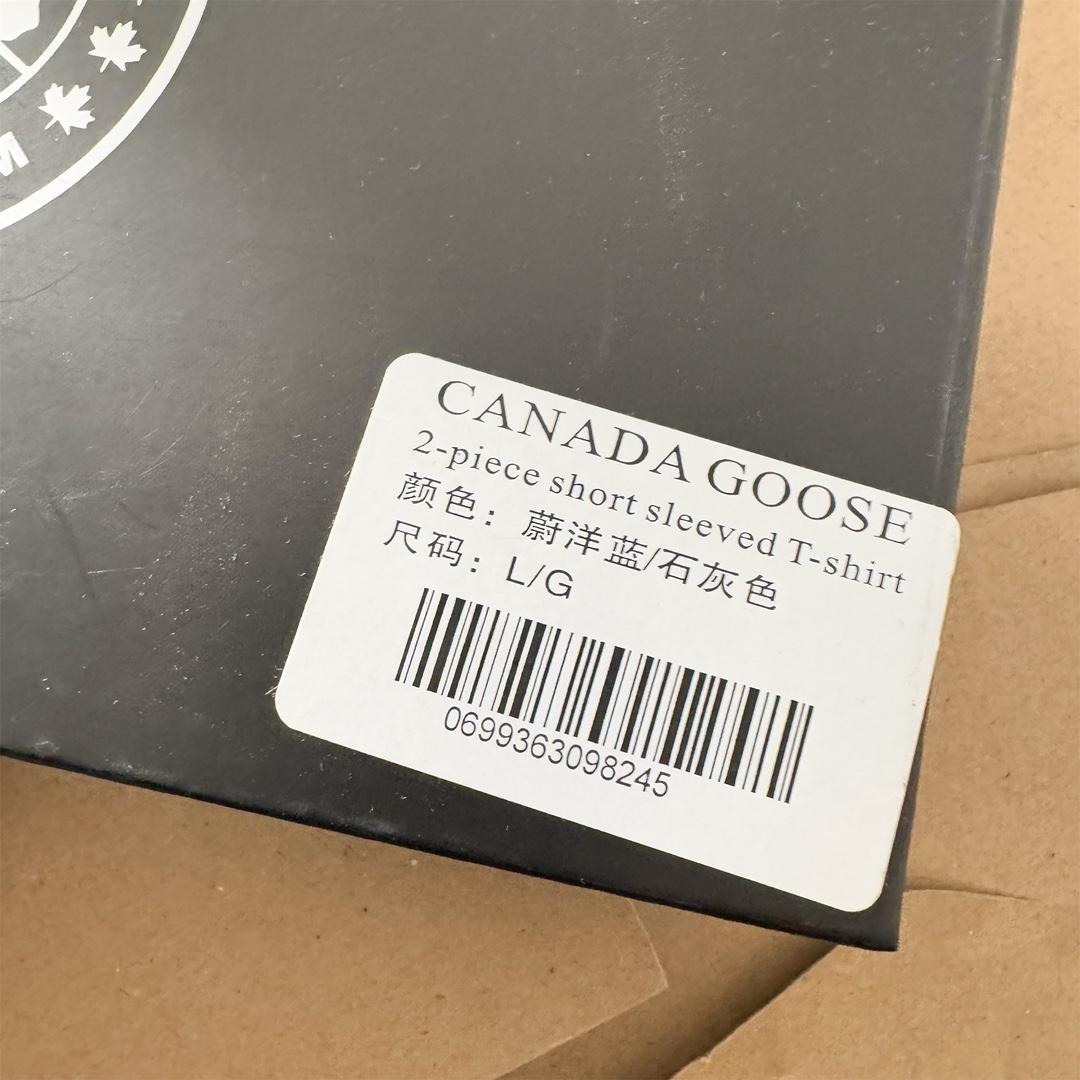 CANADA GOOSE
2-piece short sleeved T-shirt
颜色：蔚洋蓝/石灰色
尺码：L/G
0699363098245
M